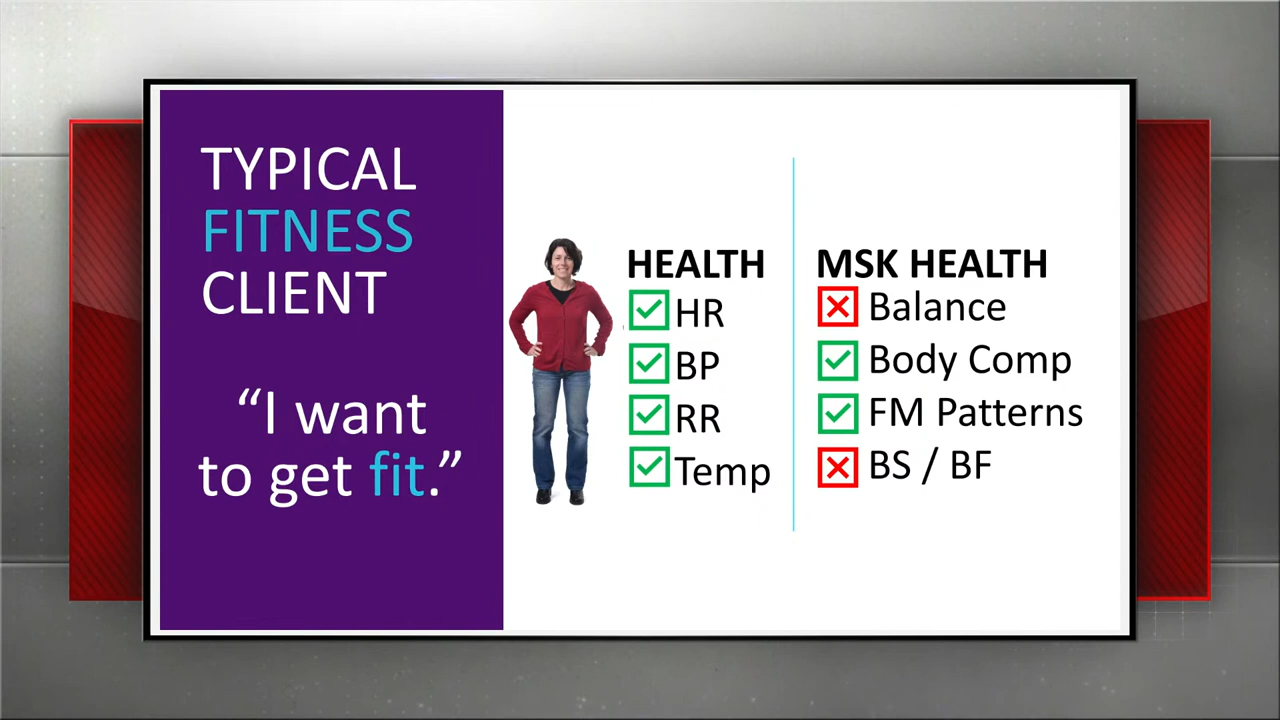 TYPICAL
FITNESS
CLIENT
“I want
to get fit.”
HEALTH
HR
BP
RR
Temp
MSK HEALTH
Balance
Body Comp
FM Patterns
BS / BF